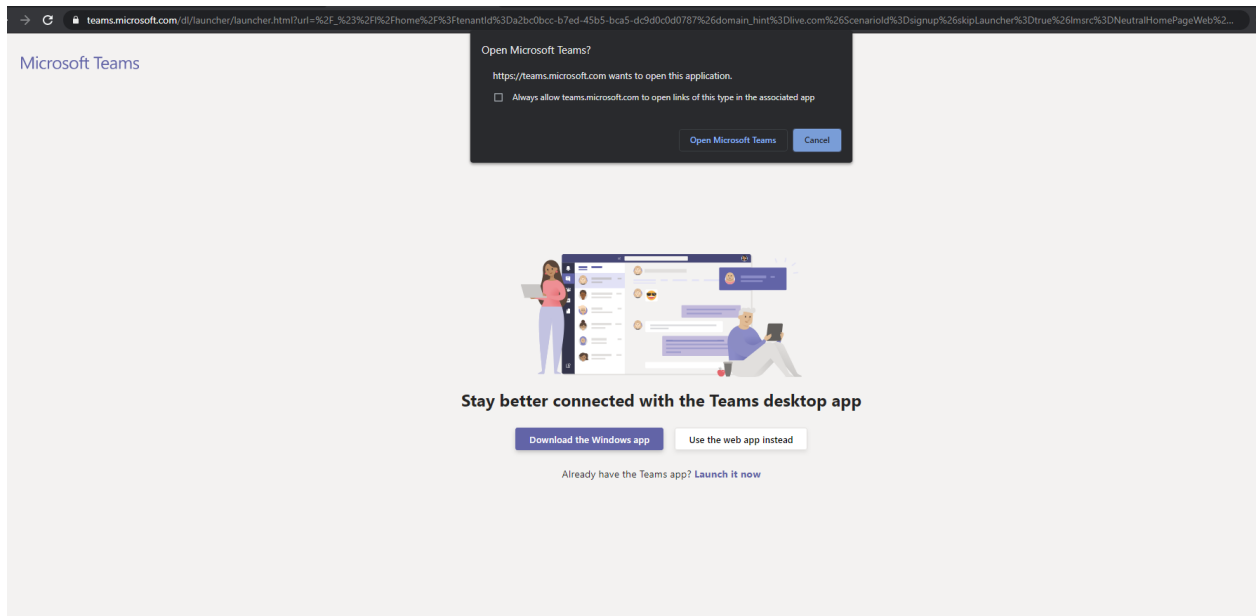 teams.microsoft.com/dl/launcher/launcher.html?url=%2F_%23%2Fl%2Fhome%2F%3FtenantId%3Da2bc0bcc-b7ed-45b5-bca5-dc9d0c0d0787%26domain_hint%3Dlive.com%26ScenarioId%3Dsignup%26skipLauncher%3Dtrue%26lmsrc%3DNeutralHomePageWeb%2...
Microsoft Teams
Open Microsoft Teams?
https://teams.microsoft.com wants to open this application.
Always allow teams.microsoft.com to open links of this type in the associated app
Open Microsoft Teams Cancel
Stay better connected with the Teams desktop app
Download the Windows app Use the web app instead
Already have the Teams app? Launch it now